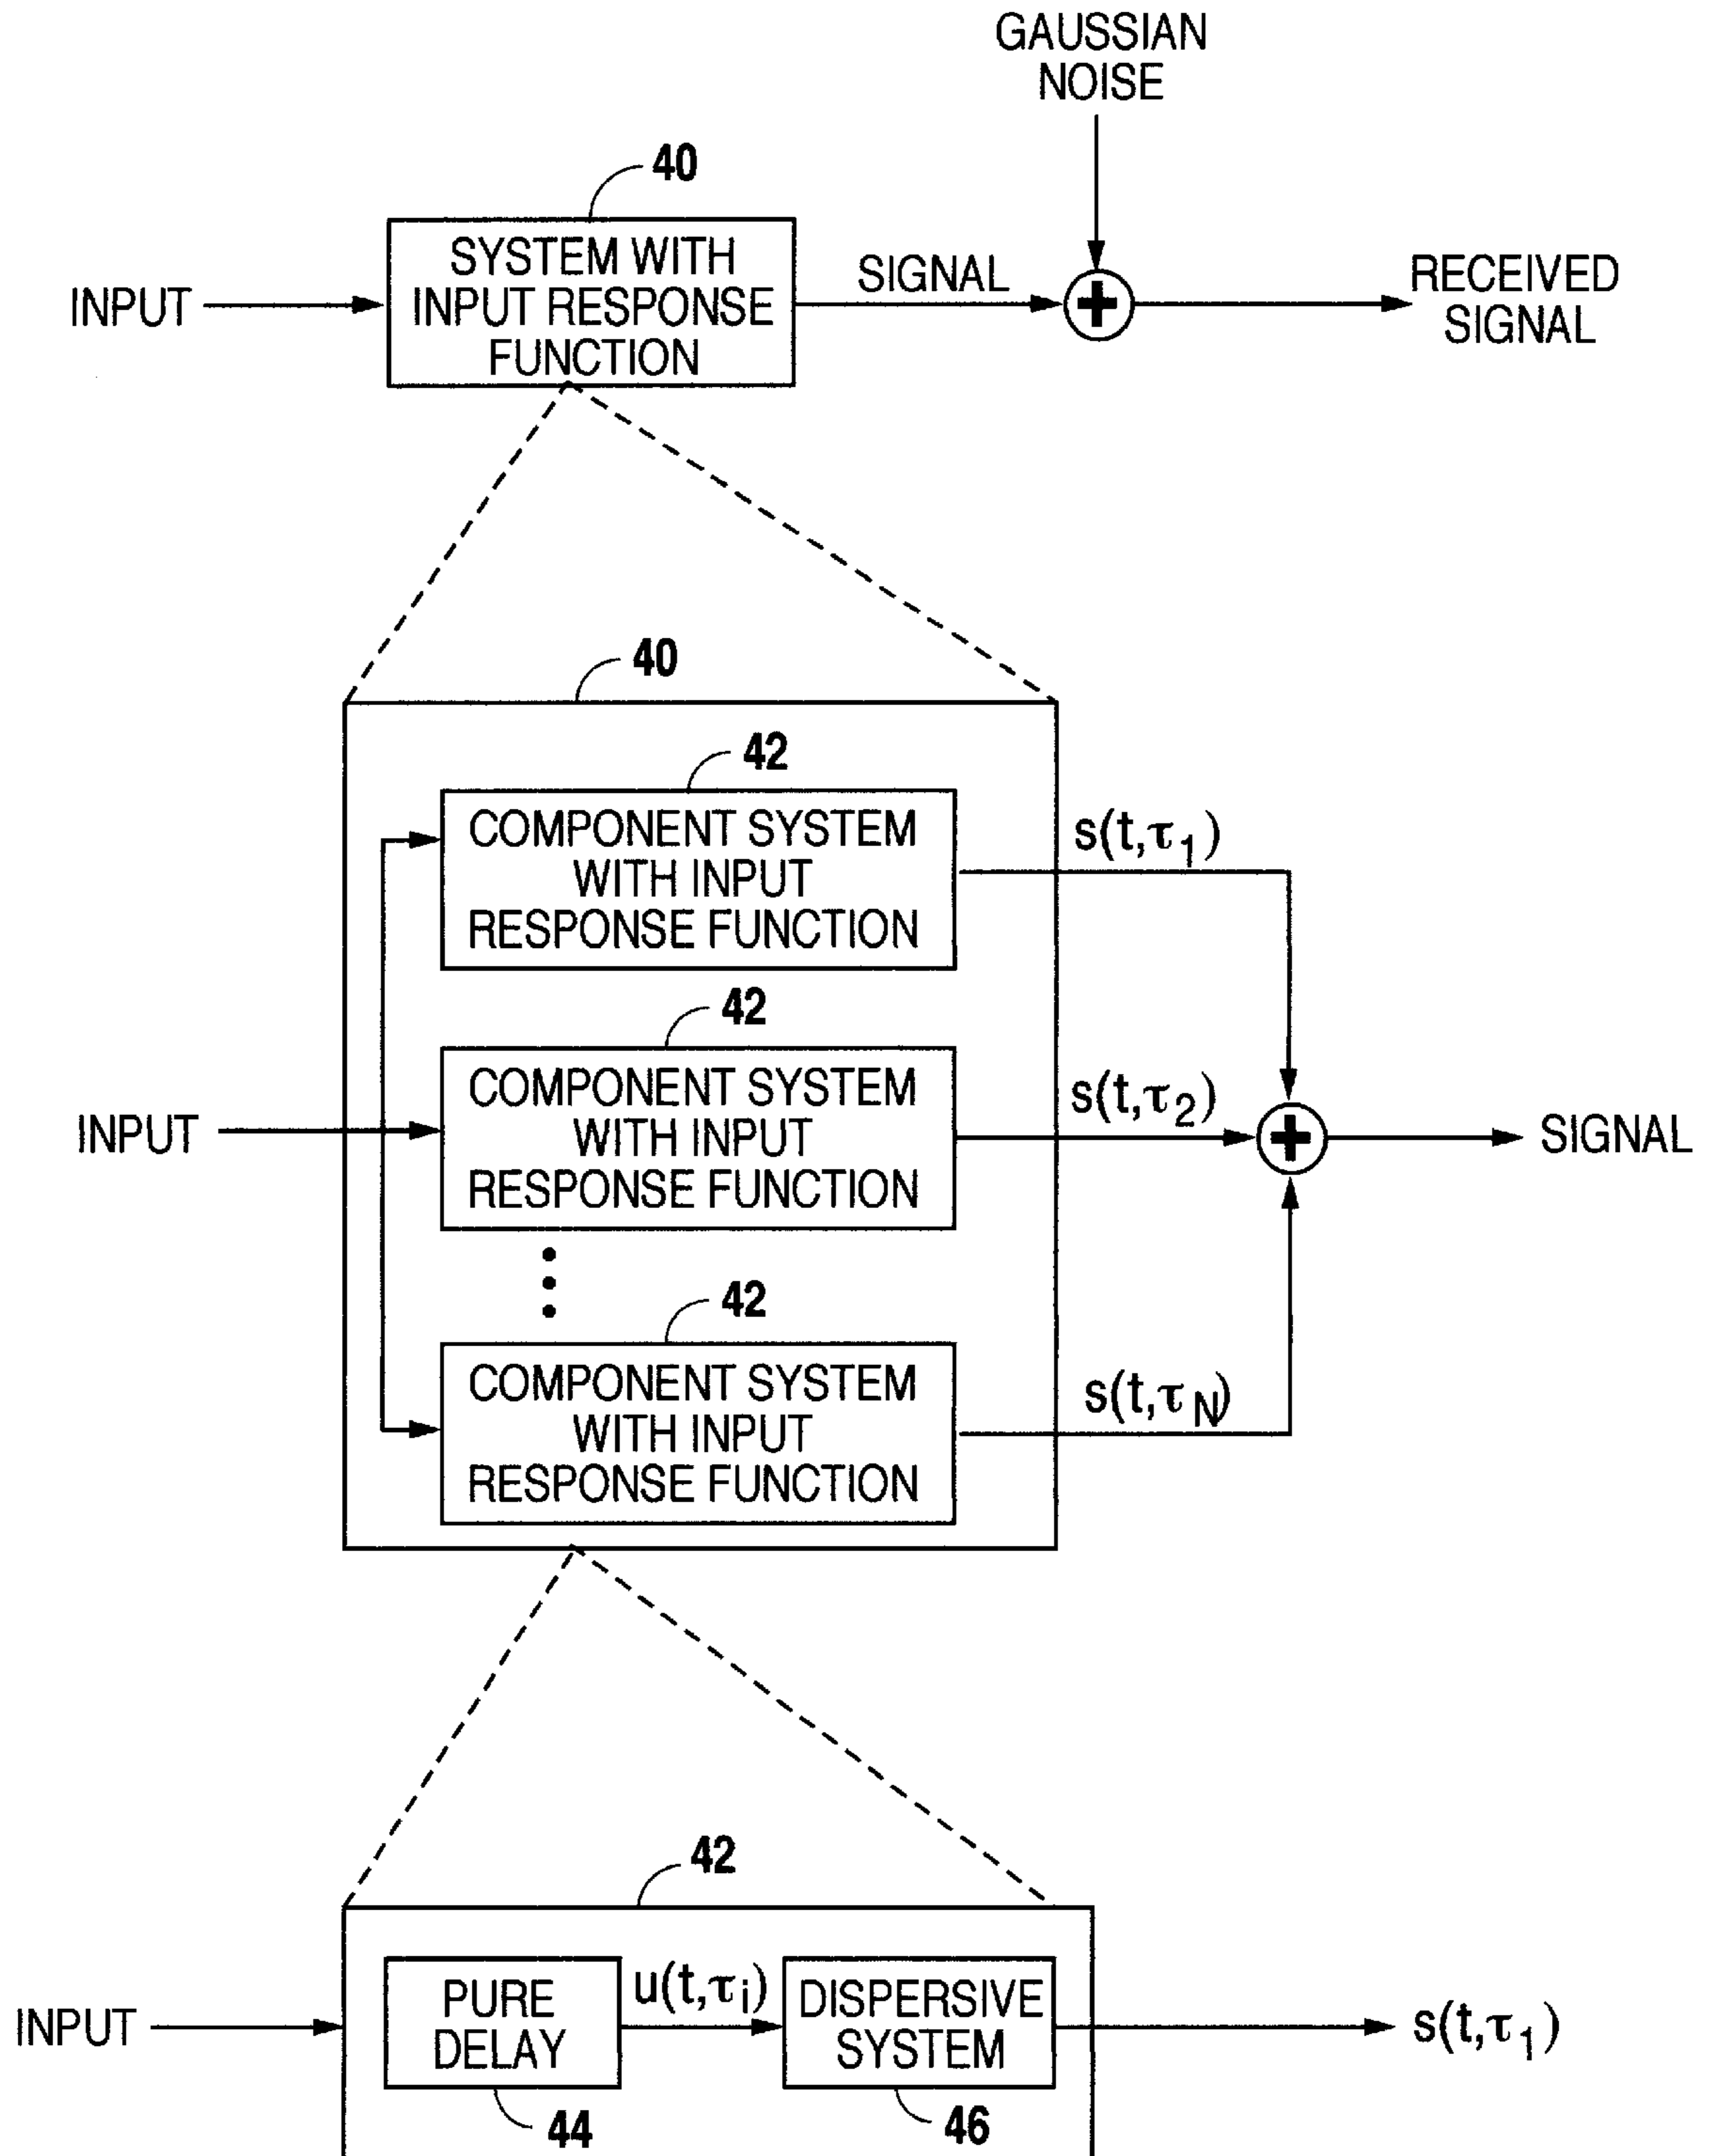 GAUSSIAN
NOISE
40
SYSTEM WITH
INPUT RESPONSE
FUNCTION
INPUT
SIGNAL
+
RECEIVED
SIGNAL
40
42
COMPONENT SYSTEM
WITH INPUT
RESPONSE FUNCTION
s(t,τ₁)
42
COMPONENT SYSTEM
WITH INPUT
RESPONSE FUNCTION
INPUT
s(t,τ₂)
+
SIGNAL
42
COMPONENT SYSTEM
WITH INPUT
RESPONSE FUNCTION
s(t,τN)
42
INPUT
PURE
DELAY
u(t,τᵢ)
DISPERSIVE
SYSTEM
s(t,τ₁)
44
46